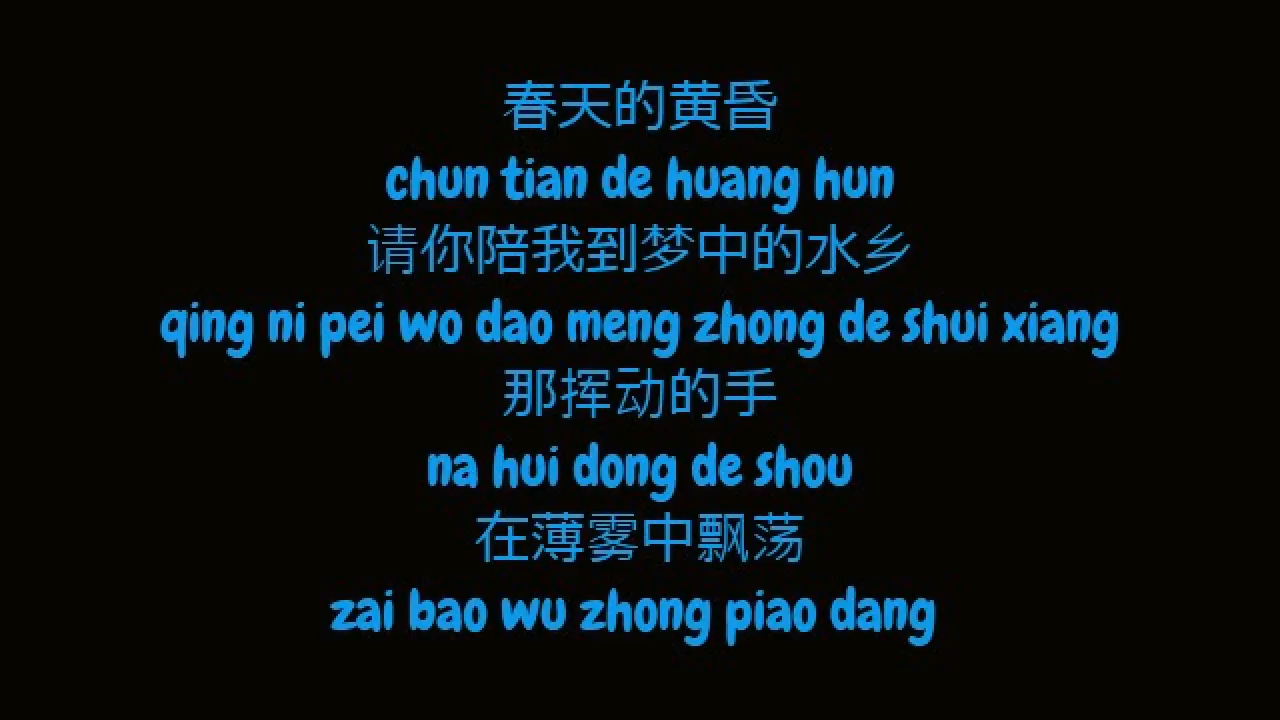 春天的黄昏
chun tian de huang hun
请你陪我到梦中的水乡
qing ni pei wo dao meng zhong de shui xiang
那挥动的手
na hui dong de shou
在薄雾中飘荡
zai bao wu zhong piao dang